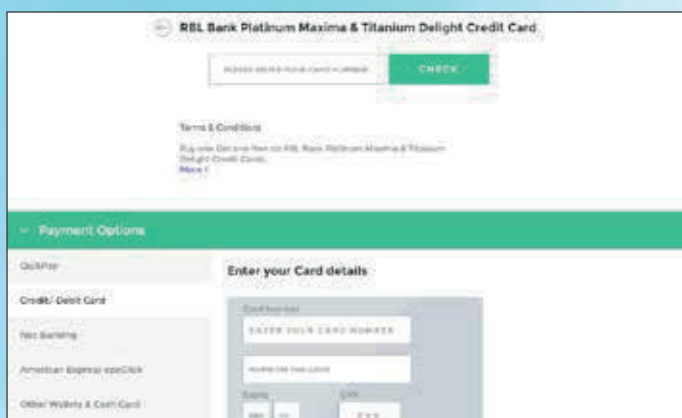 RBL Bank Platinum Maxima & Titanium Delight Credit Card
PLEASE ENTER YOUR CARD NUMBER
CHECK
Terms & Conditions
Buy one Get one free on RBL Bank Platinum Maxima & Titanium
Delight Credit Cards.
More
Payment Options
QuikPay
Enter your Card details
Credit/ Debit Card
Card Number
ENTER YOUR CARD NUMBER
Net Banking
American Express ezeClick
Expiry
CVV
Other Wallets & Cash Card
MM
YY
CVV